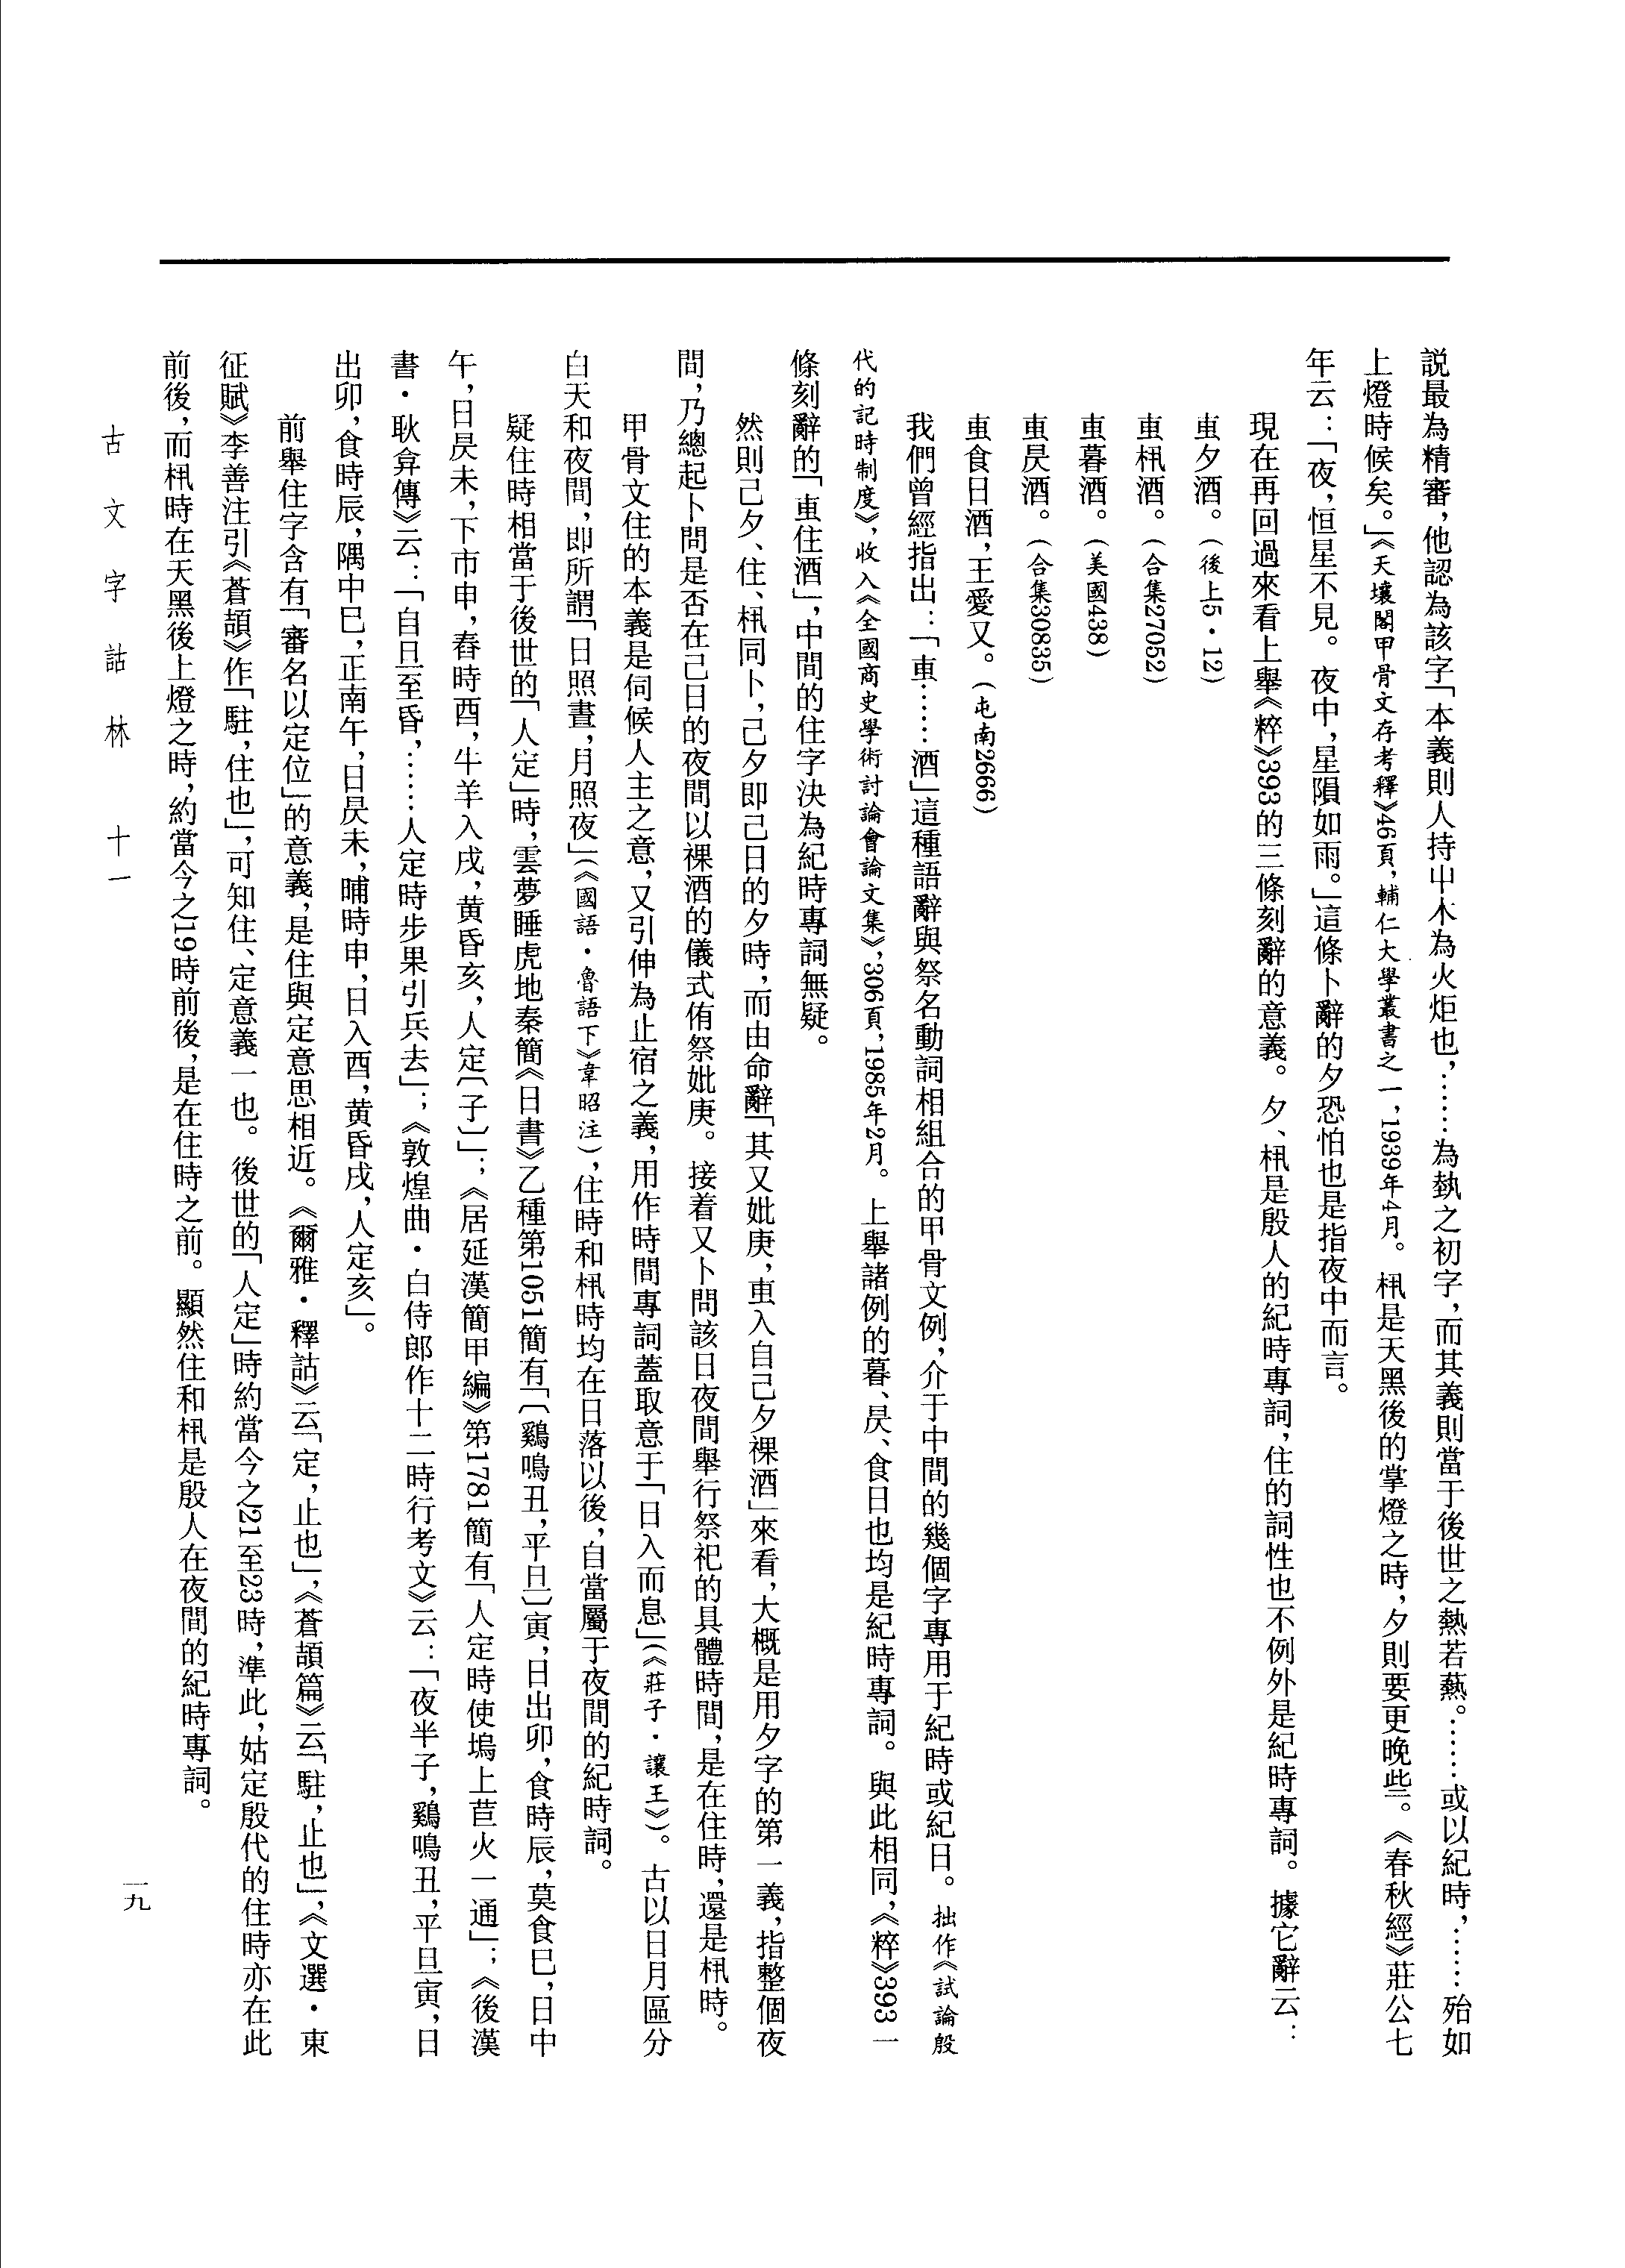 説最為精審，他認為該字「本義則人持屮木為火炬也，……為埶之初字，而其義則當于後世之熱若爇。……或以紀時，……殆如
上燈時候矣。」《天壤閣甲骨文存考釋》46頁，輔仁大學叢書之一，1939年4月。 枛是天黑後的掌燈之時，夕則要更晚些。《春秋經》莊公七
年云：「夜，恒星不見。夜中，星隕如雨。」這條卜辭的夕恐怕也是指夜中而言。
現在再回過來看上舉《粹》393的三條刻辭的意義。夕、枛是殷人的紀時專詞，住的詞性也不例外是紀時專詞。據它辭云：
叀夕酒。（後上5·12）
叀枛酒。（合集27052）
叀暮酒。（美國438）
叀昃酒。（合集30835）
叀食日酒，王愛又。（屯南2666）
我們曾經指出：「叀……酒」這種語辭與祭名動詞相組合的甲骨文例，介于中間的幾個字專用于紀時或紀日。拙作《試論殷
代的記時制度》，收入《全國商史學術討論會論文集》，306頁，1985年2月。上舉諸例的暮、昃、食日也均是紀時專詞。與此相同，《粹》393一
條刻辭的「叀住酒」，中間的住字決為紀時專詞無疑。
然則己夕、住、枛同卜，己夕即己日的夕時，而由命辭「其又妣庚，叀入自己夕祼酒」來看，大概是用夕字的第一義，指整個夜
間，乃總起卜問是否在己日的夜間以祼酒的儀式侑祭妣庚。接着又卜問該日夜間舉行祭祀的具體時間，是在住時，還是枛時。
甲骨文住的本義是伺候人主之意，又引伸為止宿之義，用作時間專詞蓋取意于「日入而息」（《莊子·讓王》）。古以日月區分
白天和夜間，即所謂「日照晝，月照夜」（《國語·魯語下》韋昭注），住時和枛時均在日落以後，自當屬于夜間的紀時詞。
疑住時相當于後世的「人定」時，雲夢睡虎地秦簡《日書》乙種第1051簡有「〔鷄鳴丑，平旦〕寅，日出卯，食時辰，莫食巳，日中
午，日昃未，下市申，舂時酉，牛羊入戌，黄昏亥，人定〔子〕」；《居延漢簡甲編》第1781簡有「人定時使塢上苣火一通」；《後漢
書·耿弇傳》云：「自旦至昏，……人定時步果引兵去」；《敦煌曲·白侍郎作十二時行考文》云：「夜半子，鷄鳴丑，平旦寅，日
出卯，食時辰，隅中巳，正南午，日昃未，晡時申，日入酉，黄昏戌，人定亥」。
前舉住字含有「審名以定位」的意義，是住與定意思相近。《爾雅·釋詁》云「定，止也」，《蒼頡篇》云「駐，止也」，《文選·東
征賦》李善注引《蒼頡》作「駐，住也」，可知住、定意義一也。後世的「人定」時約當今之21至23時，準此，姑定殷代的住時亦在此
前後，而枛時在天黑後上燈之時，約當今之19時前後，是在住時之前。顯然住和枛是殷人在夜間的紀時專詞。
古文字詁林 十一
一九